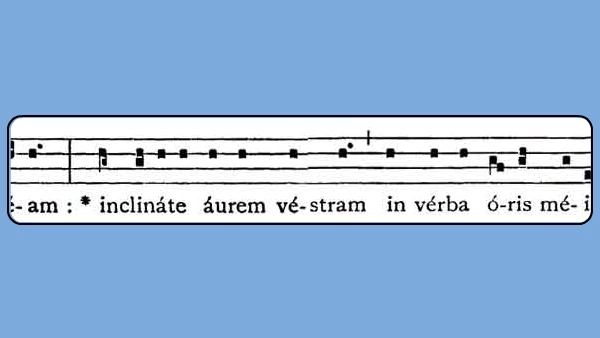 é- am : * inclináte áurem vé- stram in vérba ó-ris mé- i